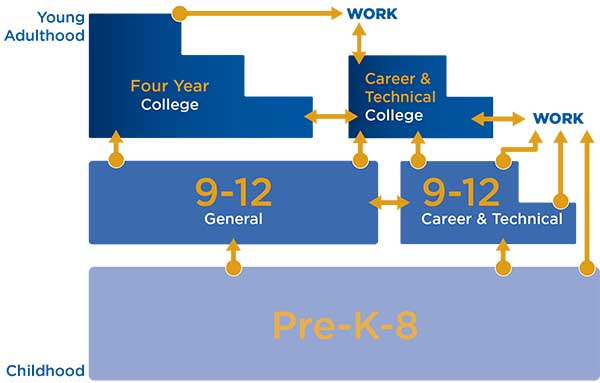 Young
Adulthood
WORK
Four Year
College
Career &
Technical
College
WORK
9-12
General
9-12
Career & Technical
Pre-K-8
Childhood